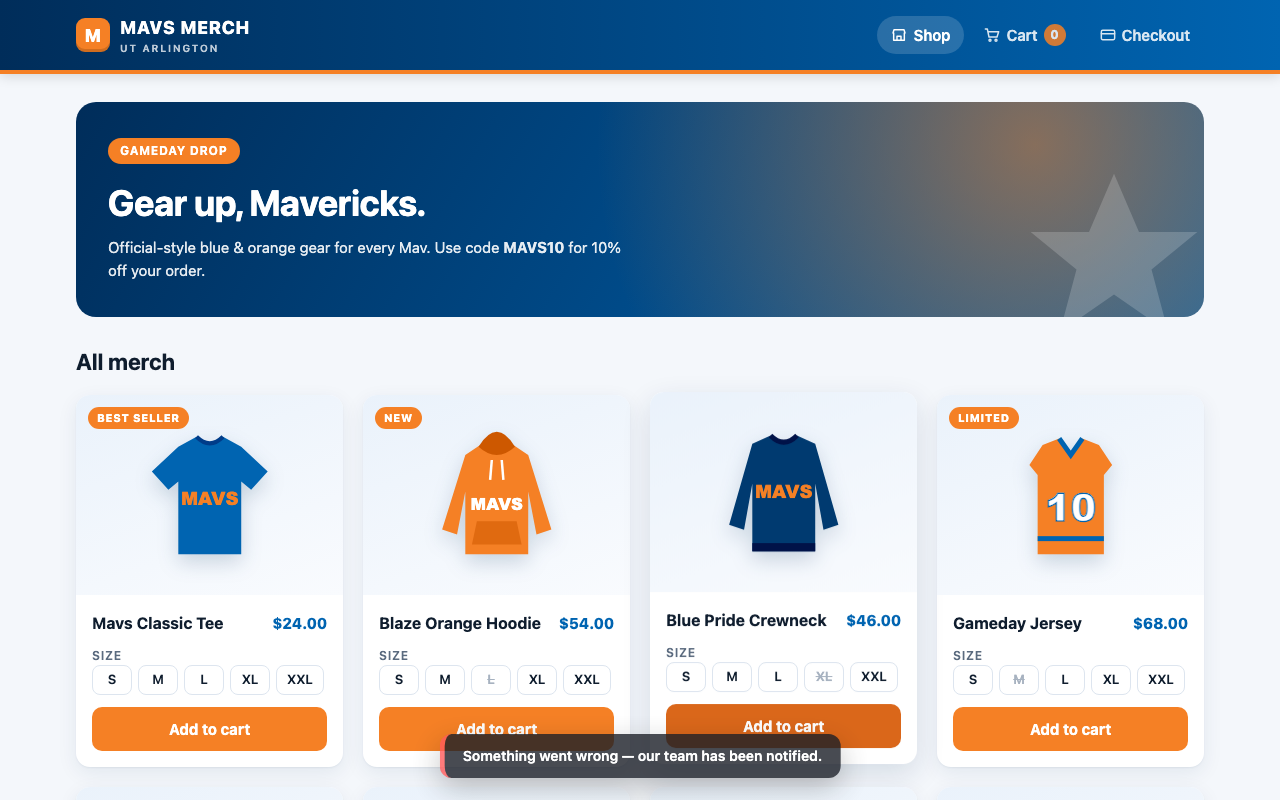 M
MAVS MERCH
UT ARLINGTON
Shop
Cart 0
Checkout
GAMEDAY DROP
Gear up, Mavericks.
Official-style blue & orange gear for every Mav. Use code MAVS10 for 10%
off your order.
All merch
BEST SELLER
MAVS
Mavs Classic Tee $24.00
SIZE
S M L XL XXL
Add to cart
NEW
MAVS
Blaze Orange Hoodie $54.00
SIZE
S M L XL XXL
Add to cart
MAVS
Blue Pride Crewneck $46.00
SIZE
S M L XL XXL
Add to cart
LIMITED
10
Gameday Jersey $68.00
SIZE
S M L XL XXL
Add to cart
Something went wrong — our team has been notified.